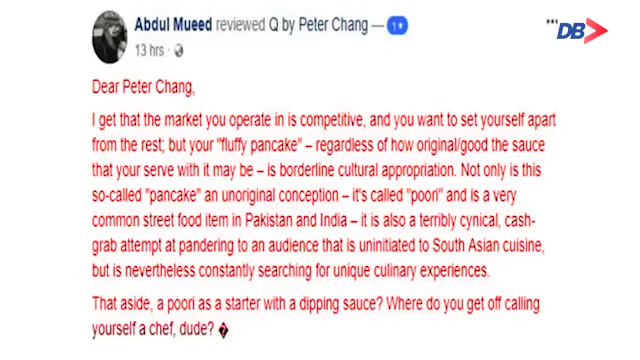 Abdul Mueed reviewed Q by Peter Chang — 1★
13 hrs ·
DB
Dear Peter Chang,
I get that the market you operate in is competitive, and you want to set yourself apart
from the rest; but your "fluffy pancake" – regardless of how original/good the sauce
that your serve with it may be – is borderline cultural appropriation. Not only is this
so-called "pancake" an unoriginal conception – it's called "poori" and is a very
common street food item in Pakistan and India – it is also a terribly cynical, cash-
grab attempt at pandering to an audience that is uninitiated to South Asian cuisine,
but is nevertheless constantly searching for unique culinary experiences.
That aside, a poori as a starter with a dipping sauce? Where do you get off calling
yourself a chef, dude? �